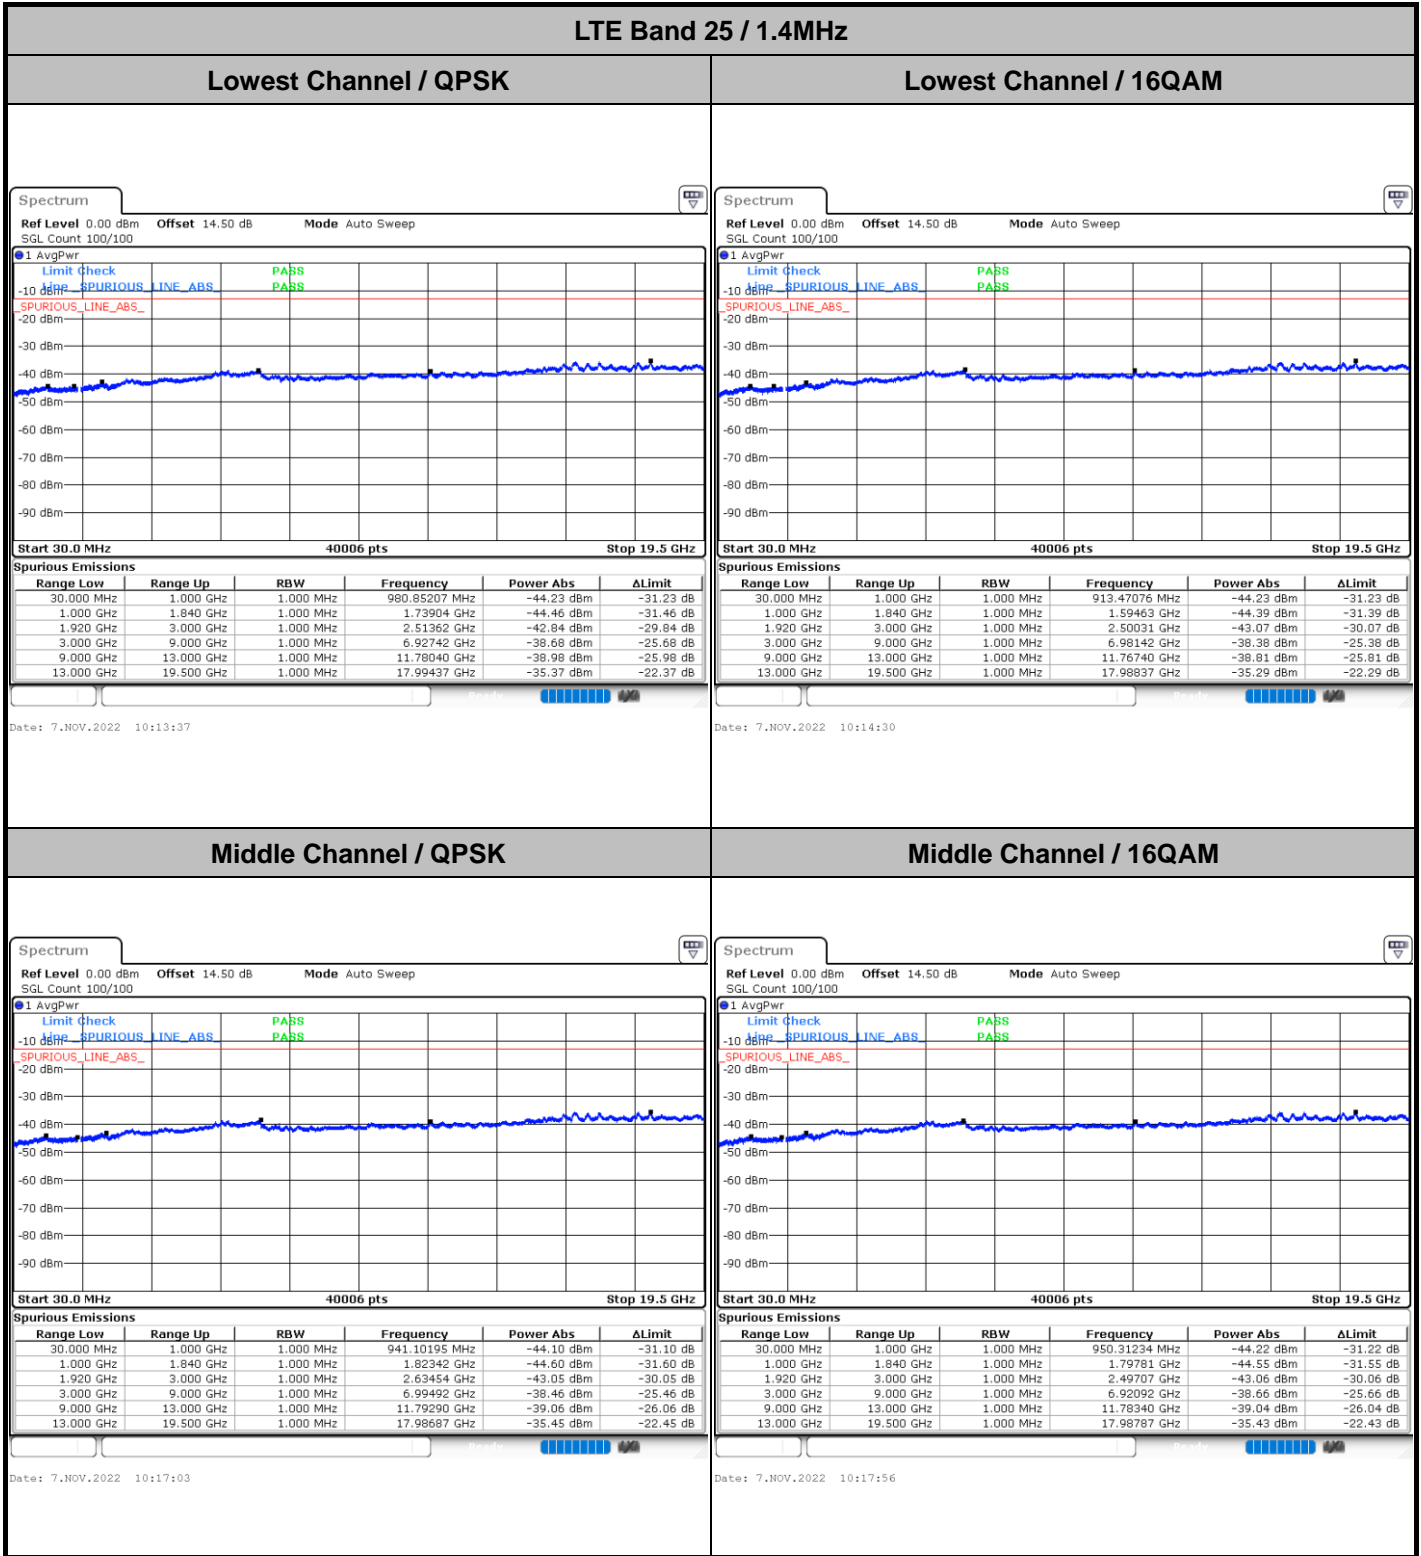 LTE Band 25 / 1.4MHz
Lowest Channel / QPSK
Lowest Channel / 16QAM
Spectrum
Ref Level 0.00 dBm Offset 14.50 dB Mode Auto Sweep
SGL Count 100/100
1 AvgPwr
Limit Check PASS
Line _SPURIOUS_LINE_ABS_ PASS
-10 dBm
_SPURIOUS_LINE_ABS_
-20 dBm
-30 dBm
-40 dBm
-50 dBm
-60 dBm
-70 dBm
-80 dBm
-90 dBm
Start 30.0 MHz 40006 pts Stop 19.5 GHz
Spurious Emissions
Range Low Range Up RBW Frequency Power Abs ΔLimit
30.000 MHz 1.000 GHz 1.000 MHz 980.85207 MHz -44.23 dBm -31.23 dB
1.000 GHz 1.840 GHz 1.000 MHz 1.73904 GHz -44.46 dBm -31.46 dB
1.920 GHz 3.000 GHz 1.000 MHz 2.51362 GHz -42.84 dBm -29.84 dB
3.000 GHz 9.000 GHz 1.000 MHz 6.92742 GHz -38.68 dBm -25.68 dB
9.000 GHz 13.000 GHz 1.000 MHz 11.78040 GHz -38.98 dBm -25.98 dB
13.000 GHz 19.500 GHz 1.000 MHz 17.99437 GHz -35.37 dBm -22.37 dB
Ready
Date: 7.NOV.2022 10:13:37
Spectrum
Ref Level 0.00 dBm Offset 14.50 dB Mode Auto Sweep
SGL Count 100/100
1 AvgPwr
Limit Check PASS
Line _SPURIOUS_LINE_ABS_ PASS
-10 dBm
_SPURIOUS_LINE_ABS_
-20 dBm
-30 dBm
-40 dBm
-50 dBm
-60 dBm
-70 dBm
-80 dBm
-90 dBm
Start 30.0 MHz 40006 pts Stop 19.5 GHz
Spurious Emissions
Range Low Range Up RBW Frequency Power Abs ΔLimit
30.000 MHz 1.000 GHz 1.000 MHz 913.47076 MHz -44.23 dBm -31.23 dB
1.000 GHz 1.840 GHz 1.000 MHz 1.59463 GHz -44.39 dBm -31.39 dB
1.920 GHz 3.000 GHz 1.000 MHz 2.50031 GHz -43.07 dBm -30.07 dB
3.000 GHz 9.000 GHz 1.000 MHz 6.98142 GHz -38.38 dBm -25.38 dB
9.000 GHz 13.000 GHz 1.000 MHz 11.76740 GHz -38.81 dBm -25.81 dB
13.000 GHz 19.500 GHz 1.000 MHz 17.98837 GHz -35.29 dBm -22.29 dB
Ready
Date: 7.NOV.2022 10:14:30
Middle Channel / QPSK
Middle Channel / 16QAM
Spectrum
Ref Level 0.00 dBm Offset 14.50 dB Mode Auto Sweep
SGL Count 100/100
1 AvgPwr
Limit Check PASS
Line _SPURIOUS_LINE_ABS_ PASS
-10 dBm
_SPURIOUS_LINE_ABS_
-20 dBm
-30 dBm
-40 dBm
-50 dBm
-60 dBm
-70 dBm
-80 dBm
-90 dBm
Start 30.0 MHz 40006 pts Stop 19.5 GHz
Spurious Emissions
Range Low Range Up RBW Frequency Power Abs ΔLimit
30.000 MHz 1.000 GHz 1.000 MHz 941.10195 MHz -44.10 dBm -31.10 dB
1.000 GHz 1.840 GHz 1.000 MHz 1.82342 GHz -44.60 dBm -31.60 dB
1.920 GHz 3.000 GHz 1.000 MHz 2.63454 GHz -43.05 dBm -30.05 dB
3.000 GHz 9.000 GHz 1.000 MHz 6.99492 GHz -38.46 dBm -25.46 dB
9.000 GHz 13.000 GHz 1.000 MHz 11.79290 GHz -39.06 dBm -26.06 dB
13.000 GHz 19.500 GHz 1.000 MHz 17.98687 GHz -35.45 dBm -22.45 dB
Ready
Date: 7.NOV.2022 10:17:03
Spectrum
Ref Level 0.00 dBm Offset 14.50 dB Mode Auto Sweep
SGL Count 100/100
1 AvgPwr
Limit Check PASS
Line _SPURIOUS_LINE_ABS_ PASS
-10 dBm
_SPURIOUS_LINE_ABS_
-20 dBm
-30 dBm
-40 dBm
-50 dBm
-60 dBm
-70 dBm
-80 dBm
-90 dBm
Start 30.0 MHz 40006 pts Stop 19.5 GHz
Spurious Emissions
Range Low Range Up RBW Frequency Power Abs ΔLimit
30.000 MHz 1.000 GHz 1.000 MHz 950.31234 MHz -44.22 dBm -31.22 dB
1.000 GHz 1.840 GHz 1.000 MHz 1.79781 GHz -44.55 dBm -31.55 dB
1.920 GHz 3.000 GHz 1.000 MHz 2.49707 GHz -43.06 dBm -30.06 dB
3.000 GHz 9.000 GHz 1.000 MHz 6.92092 GHz -38.66 dBm -25.66 dB
9.000 GHz 13.000 GHz 1.000 MHz 11.78340 GHz -39.04 dBm -26.04 dB
13.000 GHz 19.500 GHz 1.000 MHz 17.98787 GHz -35.43 dBm -22.43 dB
Ready
Date: 7.NOV.2022 10:17:56